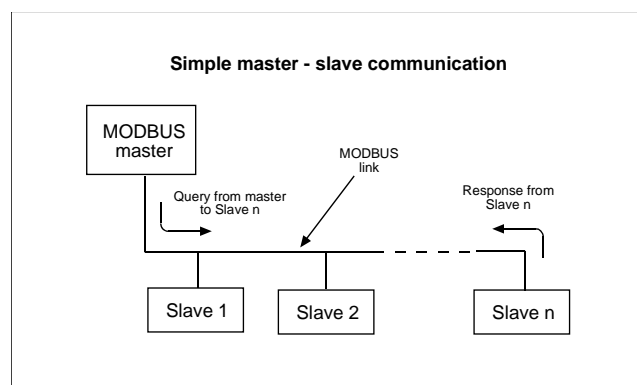 Simple master - slave communication
MODBUS
master
MODBUS
link
Query from master
to Slave n
Response from
Slave n
Slave 1
Slave 2
Slave n